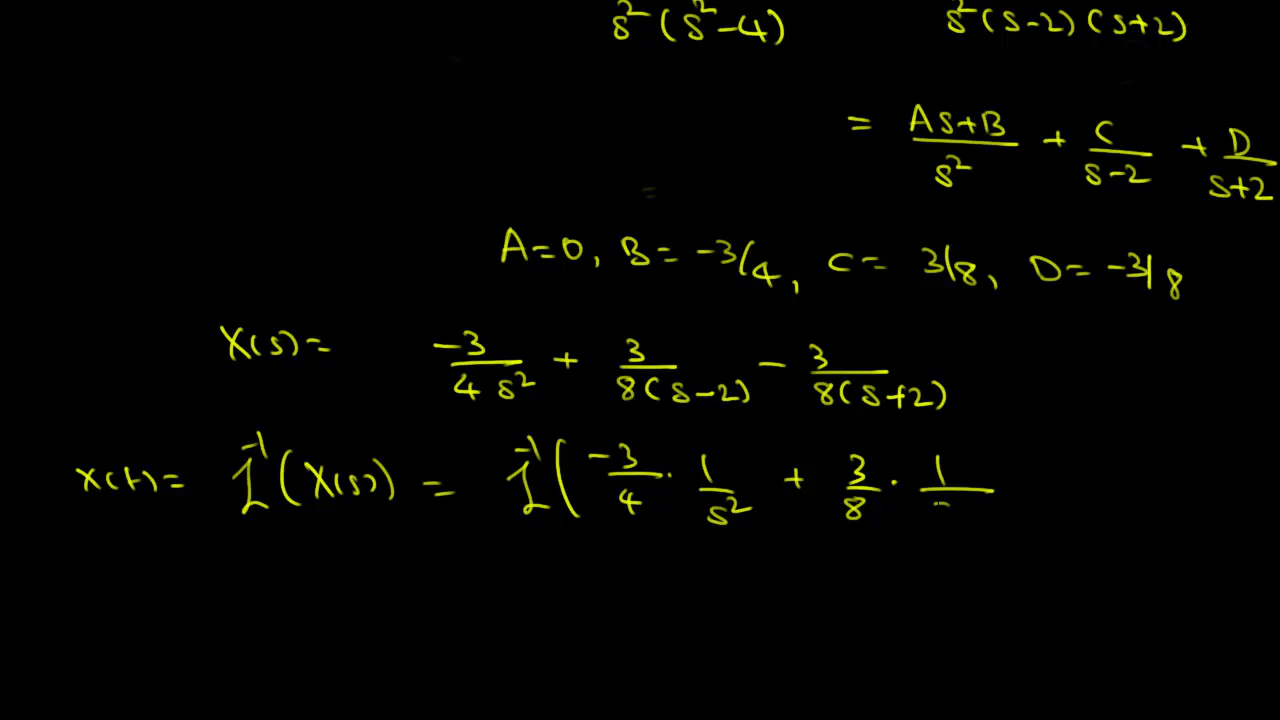 s²(s²-4) s²(s-2)(s+2)
= As+B/s² + C/s-2 + D/s+2
A=0, B= -3/4, C= 3/8, D= -3/8
X(s)= -3/4s² + 3/8(s-2) - 3/8(s+2)
x(t)= L⁻¹(X(s)) = L⁻¹( -3/4 · 1/s² + 3/8 · 1/